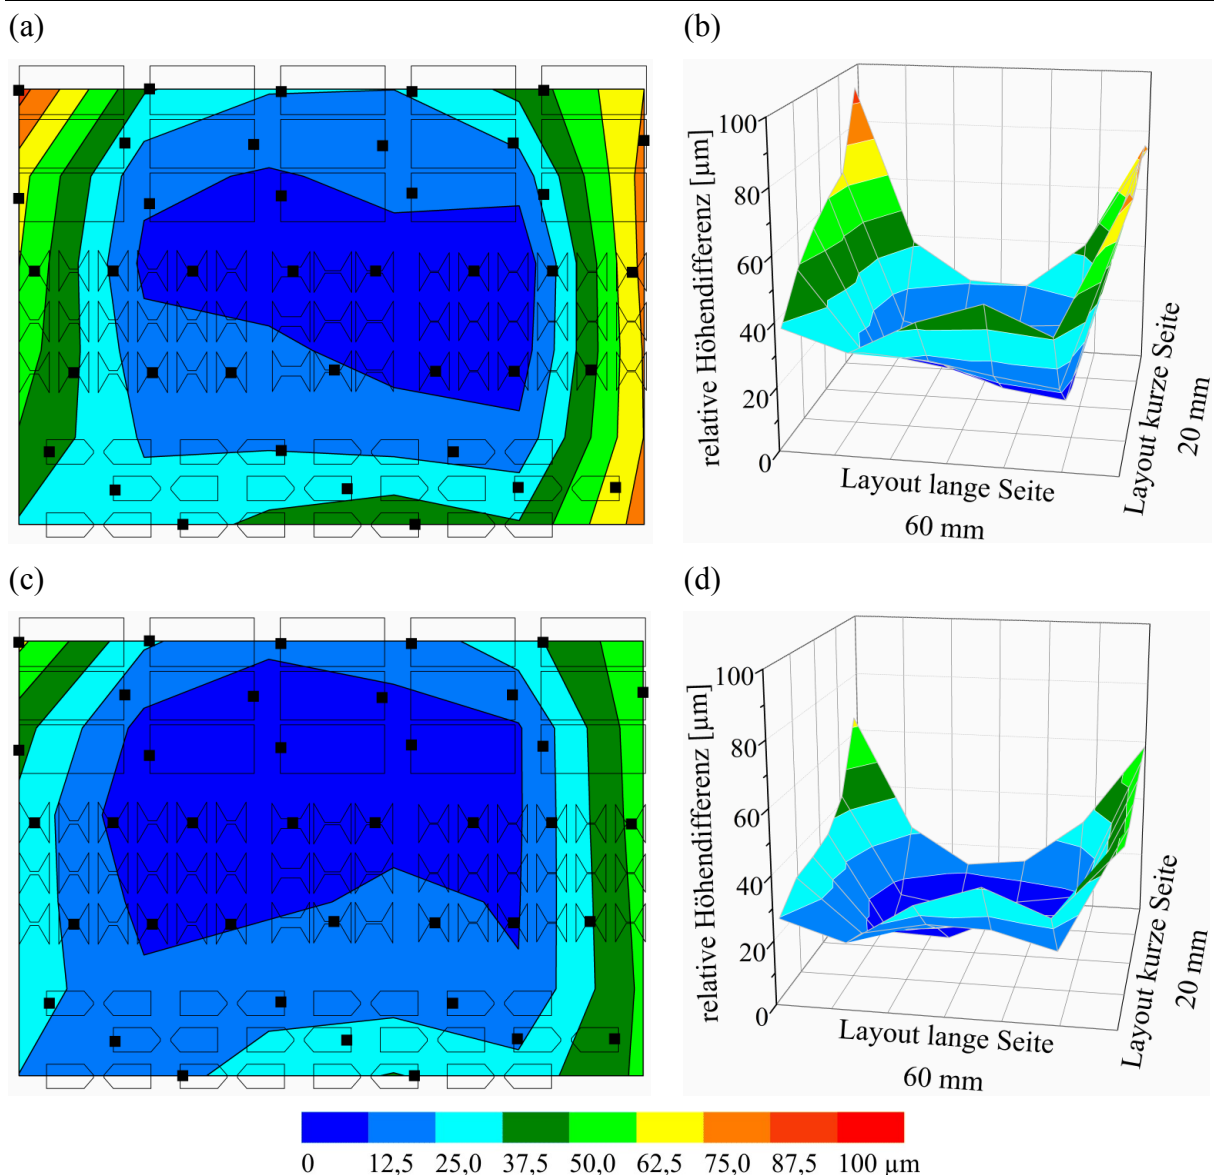 (a)
(b)
100
80
60
40
20
0
relative Höhendifferenz [µm]
Layout lange Seite
60 mm
Layout kurze Seite
20 mm
(c)
(d)
100
80
60
40
20
0
relative Höhendifferenz [µm]
Layout lange Seite
60 mm
Layout kurze Seite
20 mm
0 12,5 25,0 37,5 50,0 62,5 75,0 87,5 100 µm